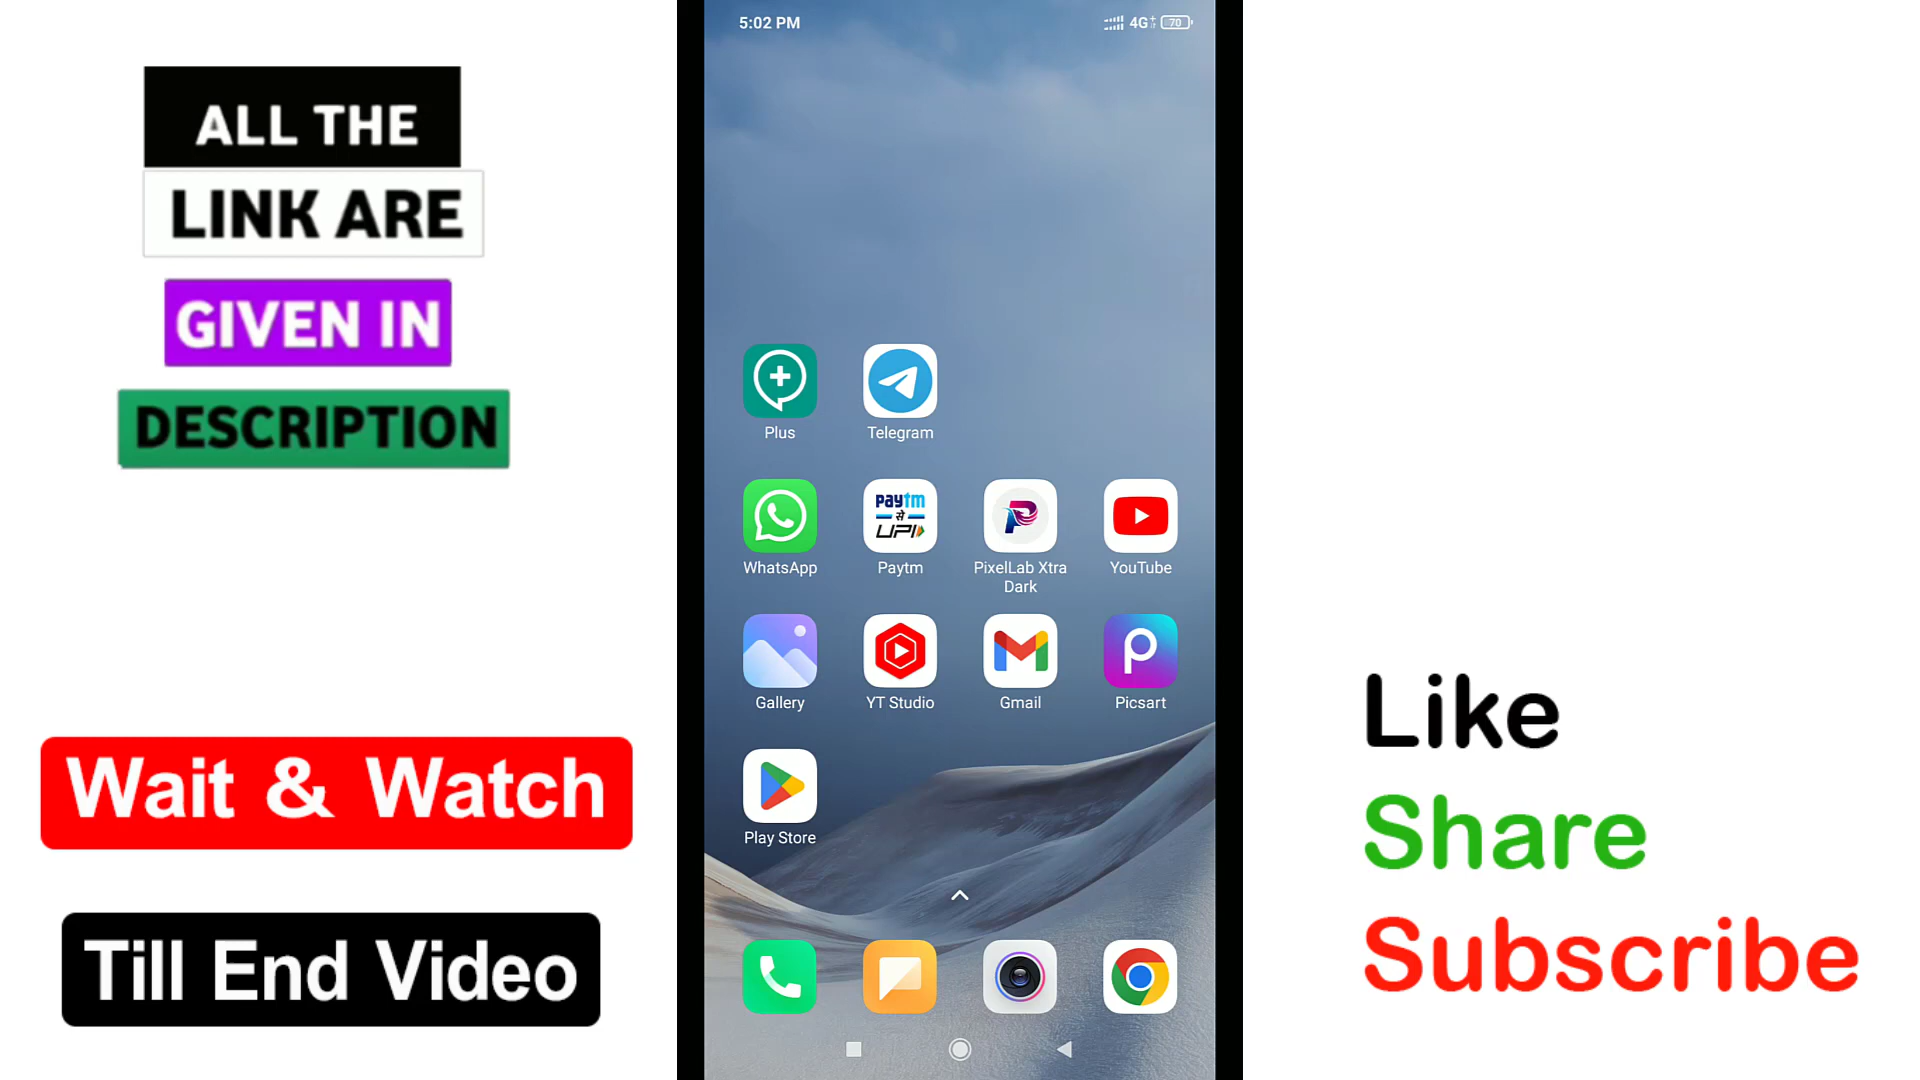 ALL THE
LINK ARE
GIVEN IN
DESCRIPTION
Wait & Watch
Till End Video
5:02 PM
4G+
70
Plus
Telegram
paytm
से
UPI
WhatsApp
Paytm
PixelLab Xtra
Dark
YouTube
Gallery
YT Studio
Gmail
Picsart
Play Store
Like
Share
Subscribe